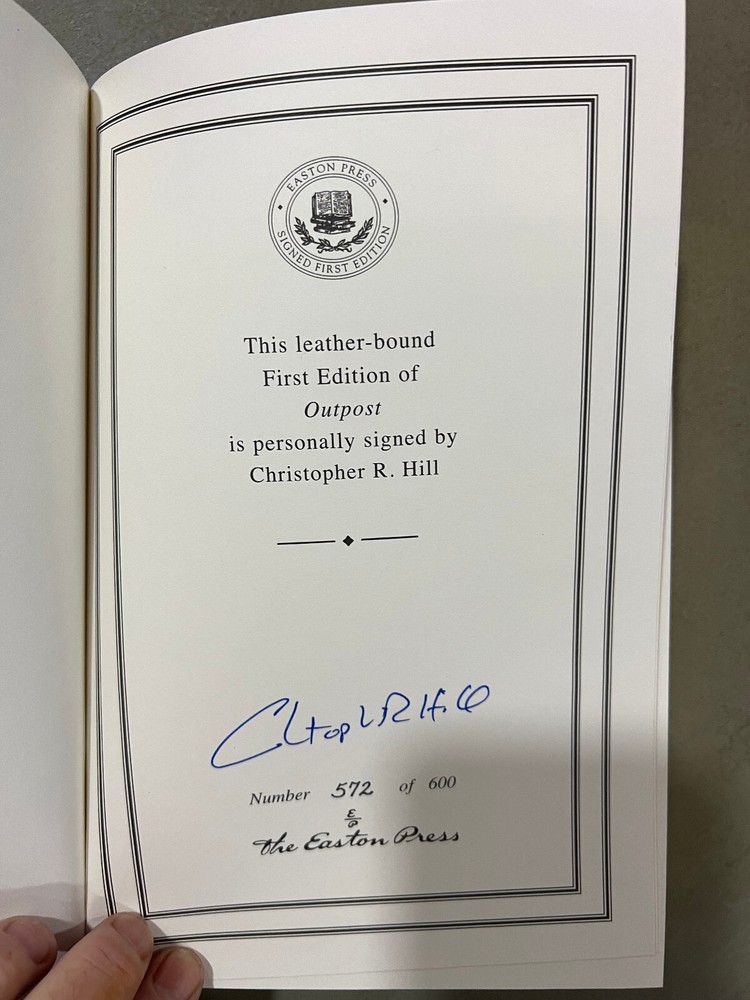 EASTON PRESS
SIGNED FIRST EDITION
This leather-bound
First Edition of
Outpost
is personally signed by
Christopher R. Hill
Number 572 of 600
the Easton Press